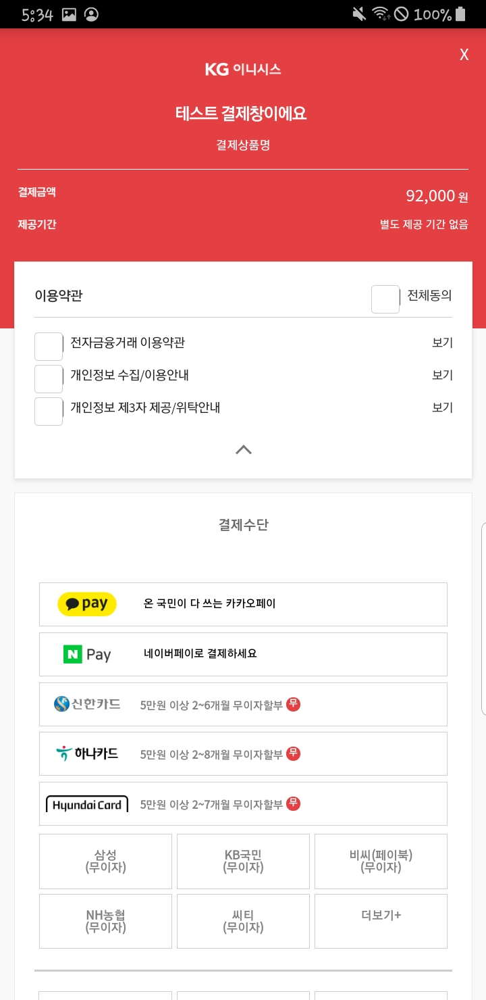 5:34
100%
X
KG 이니시스
테스트 결제창이에요
결제상품명
결제금액
92,000 원
제공기간
별도 제공 기간 없음
이용약관
전체동의
전자금융거래 이용약관
보기
개인정보 수집/이용안내
보기
개인정보 제3자 제공/위탁안내
보기
결제수단
pay
온 국민이 다 쓰는 카카오페이
N Pay
네이버페이로 결제하세요
신한카드
5만원 이상 2~6개월 무이자할부 무
하나카드
5만원 이상 2~8개월 무이자할부 무
Hyundai Card
5만원 이상 2~7개월 무이자할부 무
삼성
(무이자)
KB국민
(무이자)
비씨(페이북)
(무이자)
NH농협
(무이자)
씨티
(무이자)
더보기+